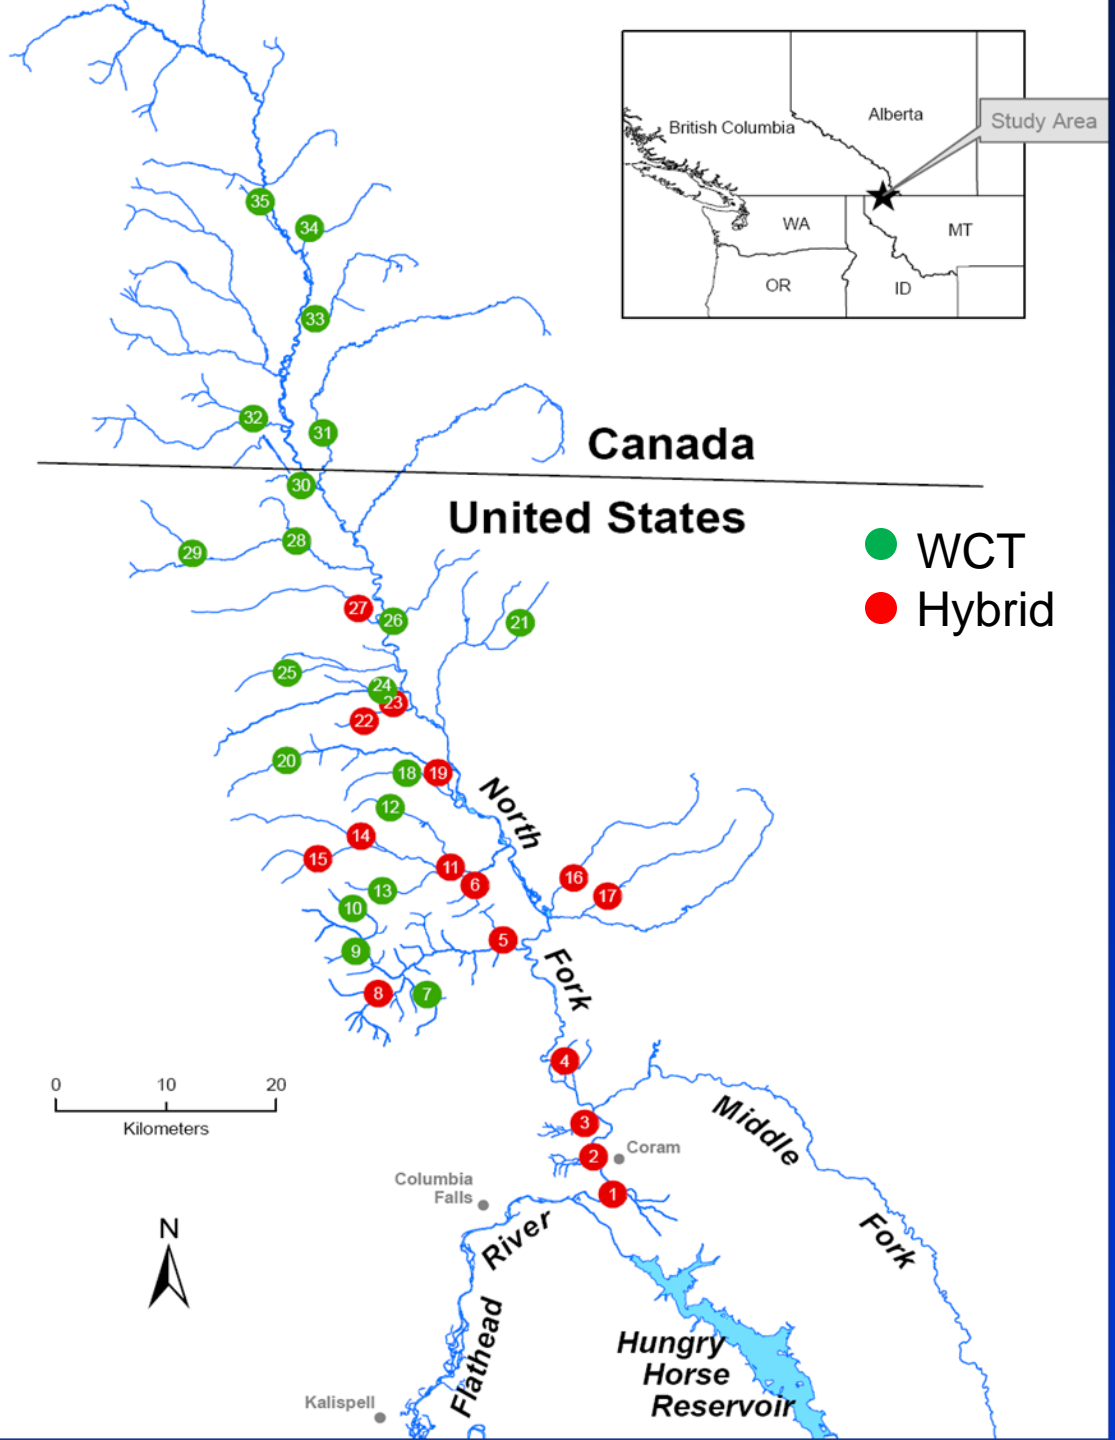 British Columbia
Alberta
Study Area
WA
MT
OR
ID
35
34
33
32
31
Canada
30
United States
29
28
WCT
Hybrid
27
26
21
25
24
23
22
20
18
19
North
12
14
15
11
6
16
17
13
10
5
9
Fork
8
7
4
0 10 20
Kilometers
3
Middle
2
Coram
1
Columbia
Falls
N
River
Fork
Flathead
Hungry
Horse
Reservoir
Kalispell